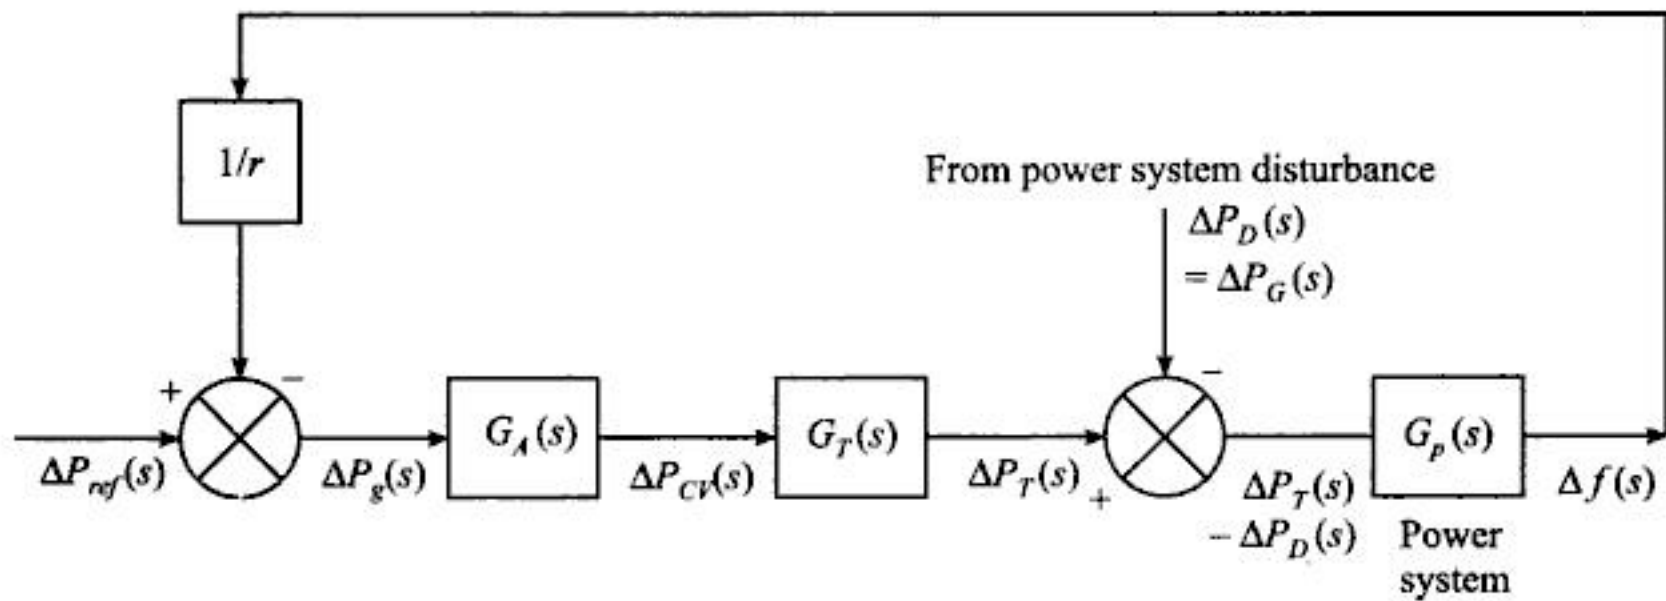 1/r
From power system disturbance
ΔP_D(s)
= ΔP_G(s)
+
−
−
G_A(s)
G_T(s)
G_p(s)
ΔP_ref(s)
ΔP_g(s)
ΔP_CV(s)
ΔP_T(s)
+
ΔP_T(s)
− ΔP_D(s)
Δf(s)
Power
system